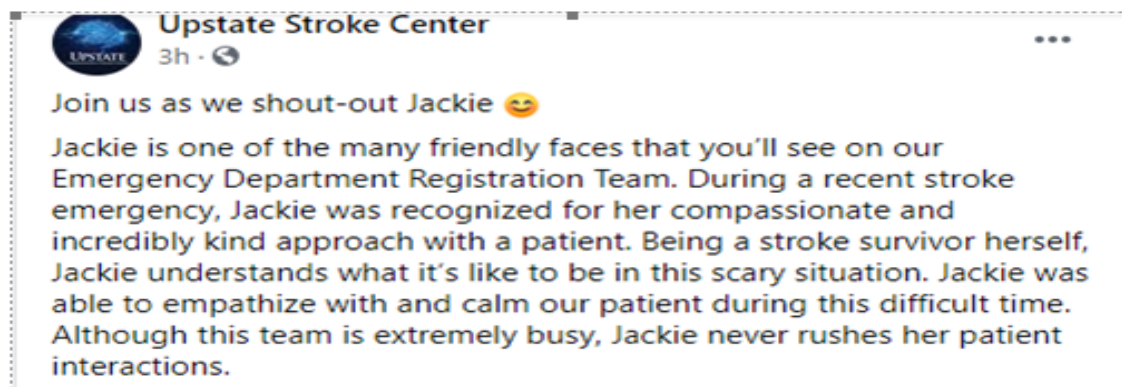 Upstate Stroke Center
UPSTATE
3h ·
Join us as we shout-out Jackie 😊
Jackie is one of the many friendly faces that you'll see on our
Emergency Department Registration Team. During a recent stroke
emergency, Jackie was recognized for her compassionate and
incredibly kind approach with a patient. Being a stroke survivor herself,
Jackie understands what it's like to be in this scary situation. Jackie was
able to empathize with and calm our patient during this difficult time.
Although this team is extremely busy, Jackie never rushes her patient
interactions.